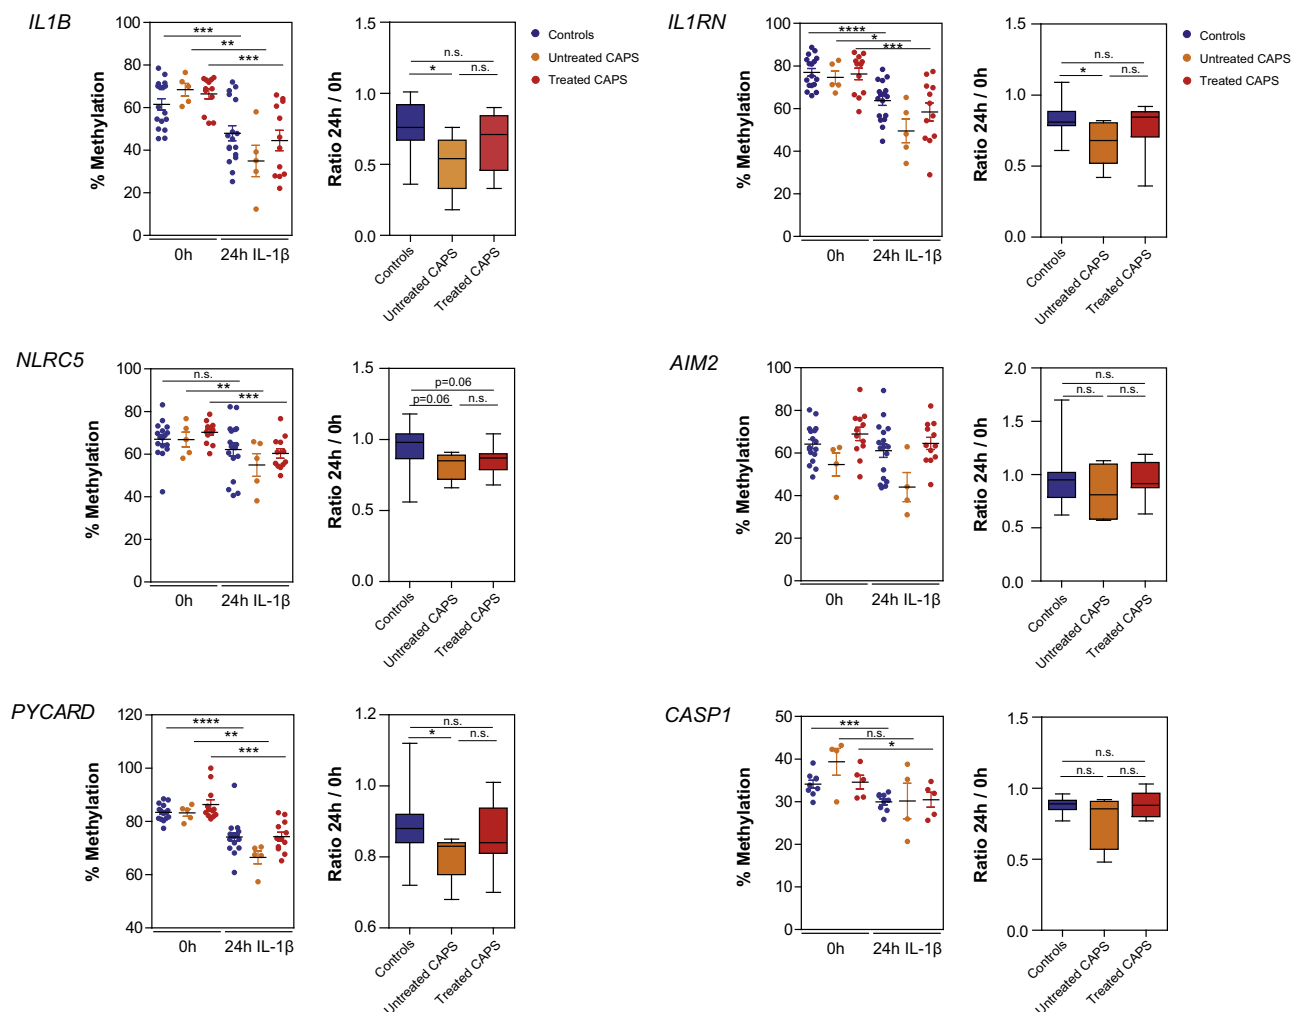 IL1B
% Methylation
100
80
60
40
20
0
***
**
***
0h
24h IL-1β
Ratio 24h / 0h
1.5
1.0
0.5
0.0
n.s.
*
n.s.
Controls
Untreated CAPS
Treated CAPS
Controls
Untreated CAPS
Treated CAPS
IL1RN
% Methylation
100
80
60
40
20
0
****
*
***
0h
24h IL-1β
Ratio 24h / 0h
1.5
1.0
0.5
0.0
n.s.
*
n.s.
Controls
Untreated CAPS
Treated CAPS
Controls
Untreated CAPS
Treated CAPS
NLRC5
% Methylation
100
80
60
40
20
0
n.s.
**
***
0h
24h IL-1β
Ratio 24h / 0h
1.5
1.0
0.5
0.0
p=0.06
p=0.06
n.s.
Controls
Untreated CAPS
Treated CAPS
AIM2
% Methylation
100
80
60
40
20
0
0h
24h IL-1β
Ratio 24h / 0h
2.0
1.5
1.0
0.5
0.0
n.s.
n.s.
n.s.
Controls
Untreated CAPS
Treated CAPS
PYCARD
% Methylation
120
100
80
60
40
****
**
***
0h
24h IL-1β
Ratio 24h / 0h
1.2
1.0
0.8
0.6
n.s.
*
n.s.
Controls
Untreated CAPS
Treated CAPS
CASP1
% Methylation
50
40
30
20
10
0
***
n.s.
*
0h
24h IL-1β
Ratio 24h / 0h
1.5
1.0
0.5
0.0
n.s.
n.s.
n.s.
Controls
Untreated CAPS
Treated CAPS